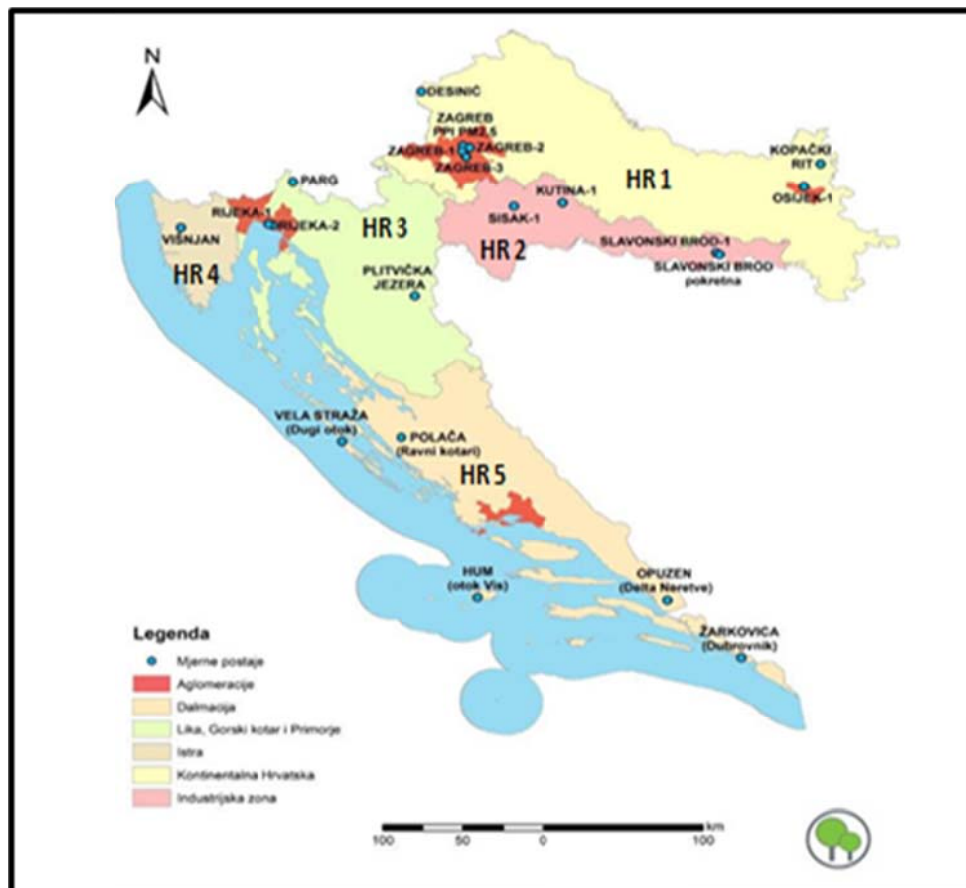 N
DESINIČ
ZAGREB
PPI PM2,5
ZAGREB-1
ZAGREB-2
ZAGREB-3
KOPAČKI
RIT
OSIJEK-1
HR 1
PARG
KUTINA-1
SISAK-1
RIJEKA-1
RIJEKA-2
HR 3
VIŠNJAN
HR 2
SLAVONSKI BROD-1
SLAVONSKI BROD
pokretna
HR 4
PLITVIČKA
JEZERA
VELA STRAŽA
(Dugi otok)
POLAČA
(Ravni kotari)
HR 5
HUM
(otok Vis)
OPUZEN
(Delta Neretve)
ŽARKOVICA
(Dubrovnik)
Legenda
Mjerne postaje
Aglomeracije
Dalmacija
Lika, Gorski kotar i Primorje
Istra
Kontinentalna Hrvatska
Industrijska zona
km
100 50 0 100